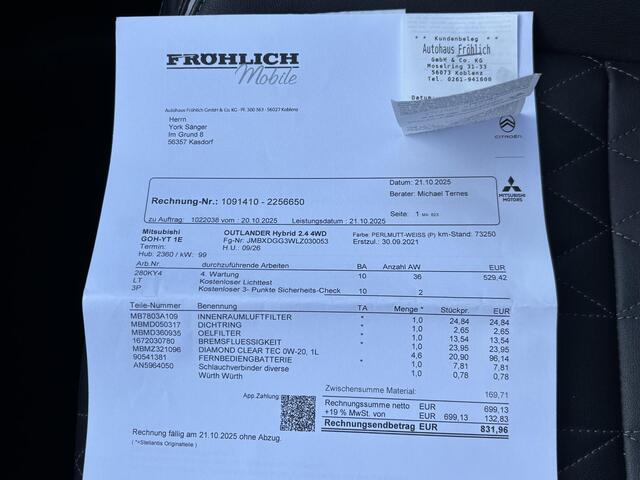 * * Kundenbeleg * *
Autohaus Fröhlich
GmbH & Co. KG
Moselring 31-33
56073 Koblenz
Tel. 0261-941600
Datum
FRÖHLICH
Mobile
Autohaus Fröhlich GmbH & Co. KG · PF. 300 563 · 56027 Koblenz
Herrn
York Sänger
Im Grund 8
56357 Kasdorf
CITROËN
MITSUBISHI MOTORS
Datum: 21.10.2025
Berater: Michael Ternes
Rechnung-Nr.: 1091410 - 2256650
Seite: 1
zu Auftrag: 1022038 vom : 20.10.2025 Leistungsdatum : 21.10.2025
Mitsubishi OUTLANDER Hybrid 2.4 4WD Farbe: PERLMUTT-WEISS (P) km-Stand: 73250
GOH-YT 1E Fg-Nr: JMBXDGG3WLZ030053 Erstzul. 30.09.2021
Termin: H.U.: 09/26
Hub: 2360 / kW: 99
Arb.Nr. durchzuführende Arbeiten BA Anzahl AW EUR
280KY4 4. Wartung 10 36 529,42
LT Kostenloser Lichttest
3P Kostenloser 3- Punkte Sicherheits-Check 10 2
Teile-Nummer Benennung TA Menge * Stückpr. EUR
MB7803A109 INNENRAUMLUFTFILTER * 1,0 24,84 24,84
MBMD050317 DICHTRING * 1,0 2,65 2,65
MBMD360935 OELFILTER * 1,0 13,54 13,54
1672030780 BREMSFLUESSIGKEIT * 1,0 23,95 23,95
MBMZ321096 DIAMOND CLEAR TEC 0W-20, 1L 4,6 20,90 96,14
90541381 FERNBEDIENGBATTERIE * 1,0 7,81 7,81
AN5964050 Schlauchverbinder diverse 1,0 0,78 0,78
Würth Würth
Zwischensumme Material: 169,71
App.Zahlung
Rechnungssumme netto EUR 699,13
+19 % MwSt. von EUR 699,13 132,83
Rechnungsendbetrag EUR 831,96
Rechnung fällig am 21.10.2025 ohne Abzug.
( *=Stellantis Originalteile )